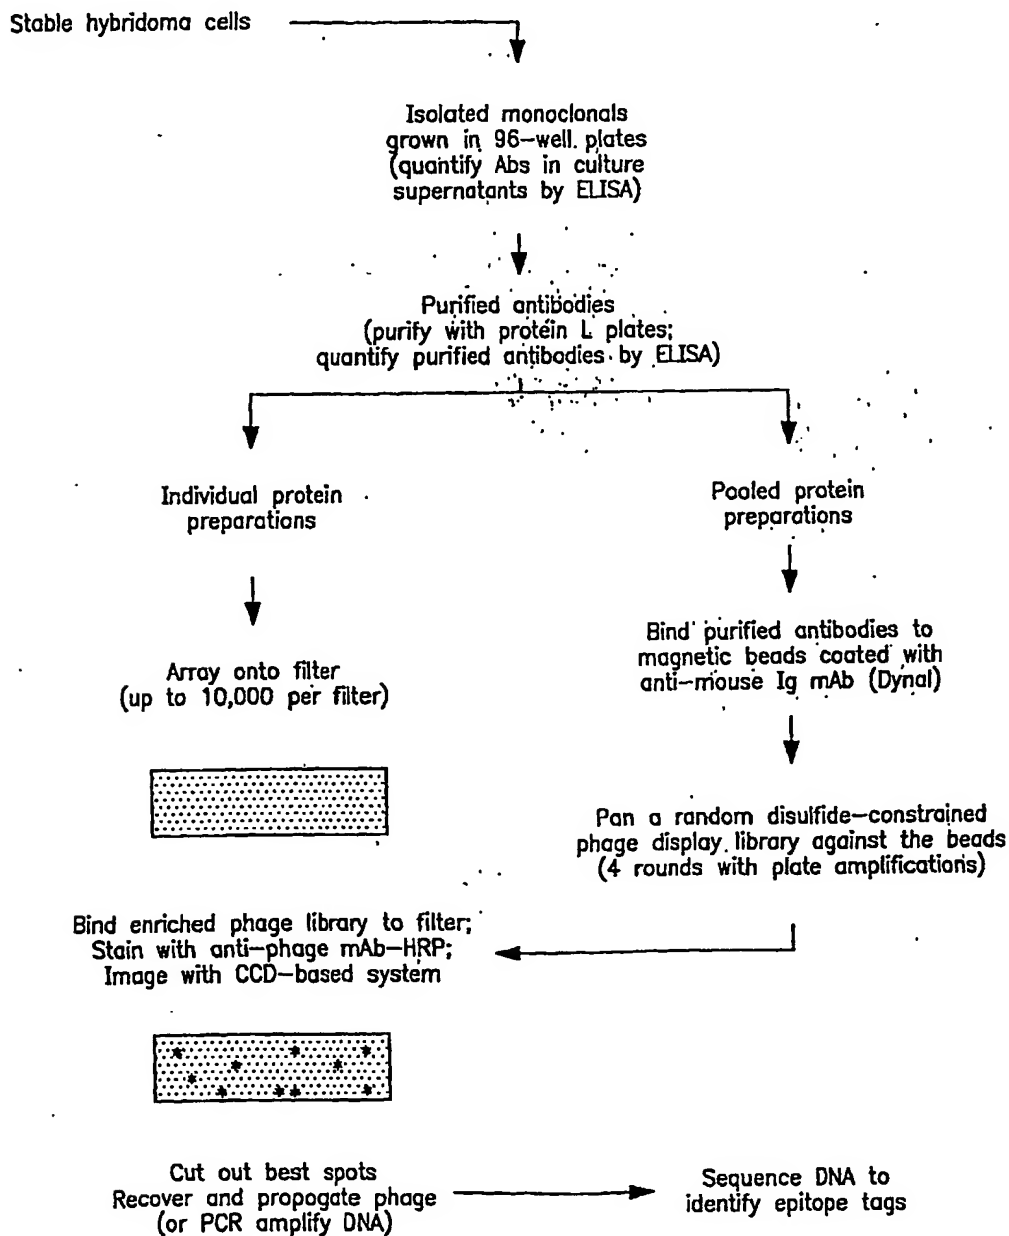 Stable hybridoma cells
Isolated monoclonals
grown in 96-well plates
(quantify Abs in culture
supernatants by ELISA)
Purified antibodies
(purify with protein L plates;
quantify purified antibodies by ELISA)
Individual protein
preparations
Pooled protein
preparations
Array onto filter
(up to 10,000 per filter)
Bind purified antibodies to
magnetic beads coated with
anti-mouse Ig mAb (Dynal)
Pan a random disulfide-constrained
phage display library against the beads
(4 rounds with plate amplifications)
Bind enriched phage library to filter;
Stain with anti-phage mAb-HRP;
Image with CCD-based system
Cut out best spots
Recover and propogate phage
(or PCR amplify DNA)
Sequence DNA to
identify epitope tags